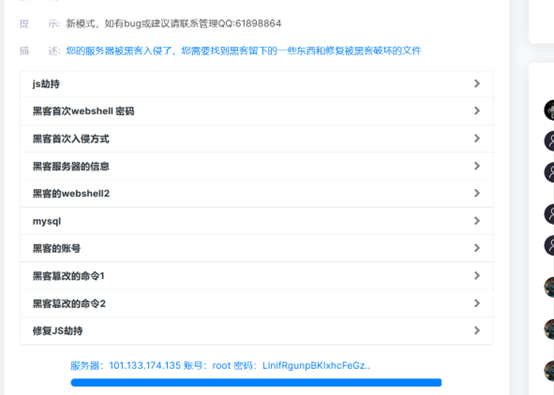 提 示: 新模式，如有bug或建议请联系管理QQ:61898864
描 述: 您的服务器被黑客入侵了，您需要找到黑客留下的一些东西和修复被黑客破坏的文件
js劫持
黑客首次webshell 密码
黑客首次入侵方式
黑客服务器的信息
黑客的webshell2
mysql
黑客的账号
黑客篡改的命令1
黑客篡改的命令2
修复JS劫持
服务器：101.133.174.135 账号：root 密码：LlnifRgunpBKlxhcFeGz..